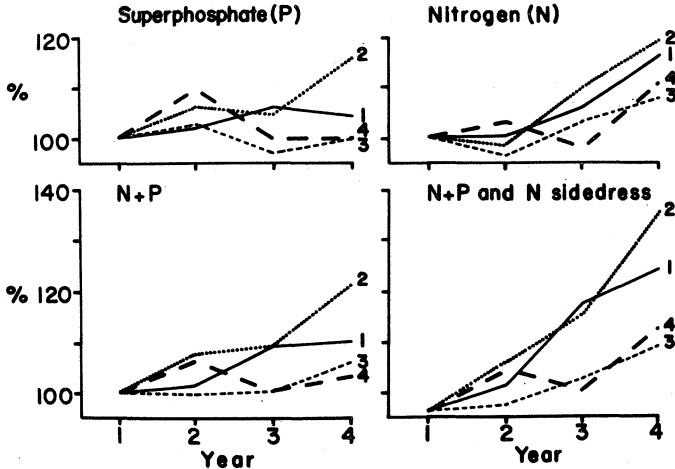 Superphosphate (P)
Nitrogen (N)
120
%
100
2
1
4
3
2
1
4
3
140
N+P
N+P and N sidedress
%
120
100
2
1
3
4
2
1
4
3
1 2 3 4
1 2 3 4
Year
Year